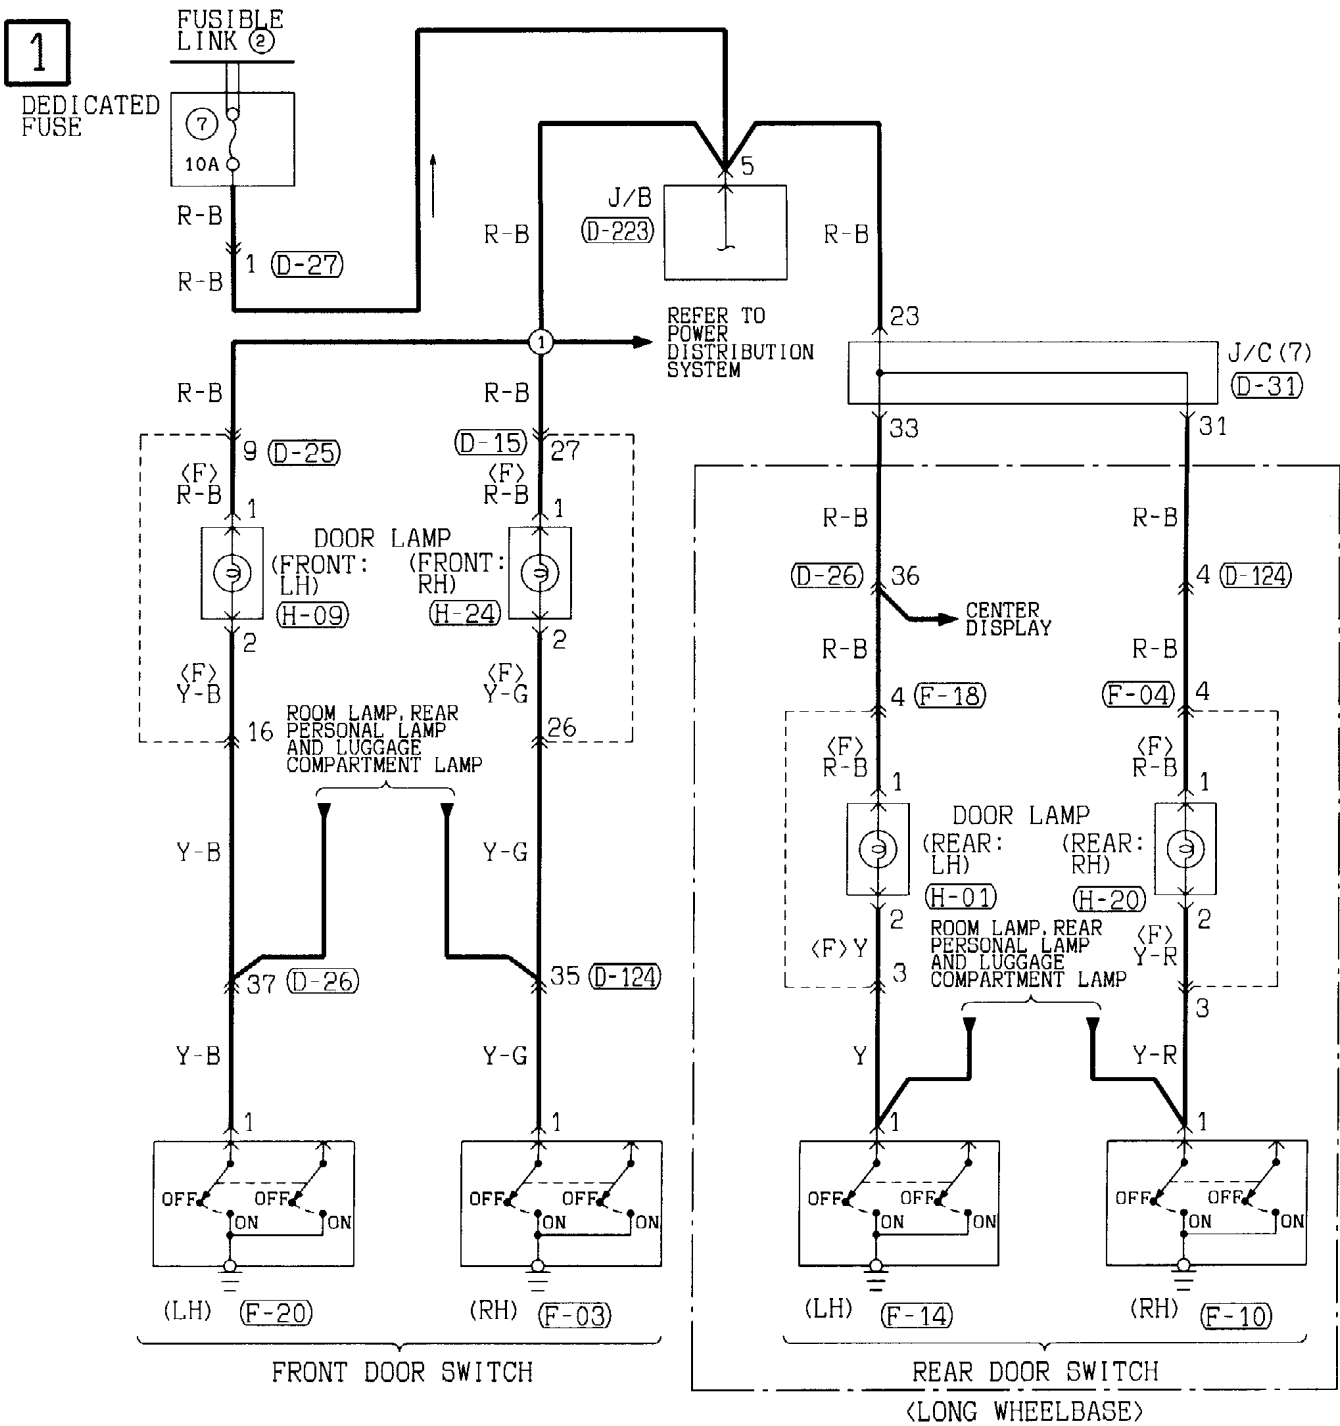 1
FUSIBLE
LINK ②
DEDICATED
FUSE
⑦
10A
R-B
1 D-27
R-B
R-B
5
J/B
D-223
R-B
23
REFER TO
POWER
DISTRIBUTION
SYSTEM
①
J/C(7)
D-31
33
31
R-B
R-B
9 D-25
D-15 27
<F>
R-B
<F>
R-B
1
1
DOOR LAMP
(FRONT:
LH)
(FRONT:
RH)
H-09
H-24
2
2
<F>
Y-B
<F>
Y-G
16
26
ROOM LAMP, REAR
PERSONAL LAMP
AND LUGGAGE
COMPARTMENT LAMP
Y-B
Y-G
37 D-26
35 D-124
Y-B
Y-G
1
1
OFF
OFF
ON
ON
OFF
OFF
ON
ON
(LH) F-20
(RH) F-03
FRONT DOOR SWITCH
R-B
R-B
D-26 36
4 D-124
CENTER
DISPLAY
R-B
R-B
4 F-18
F-04 4
<F>
R-B
<F>
R-B
1
1
DOOR LAMP
(REAR:
LH)
(REAR:
RH)
H-01
H-20
2
2
ROOM LAMP, REAR
PERSONAL LAMP
AND LUGGAGE
COMPARTMENT LAMP
<F> Y
<F>
Y-R
3
3
Y
Y-R
1
1
OFF
OFF
ON
ON
OFF
OFF
ON
ON
(LH) F-14
(RH) F-10
REAR DOOR SWITCH
<LONG WHEELBASE>